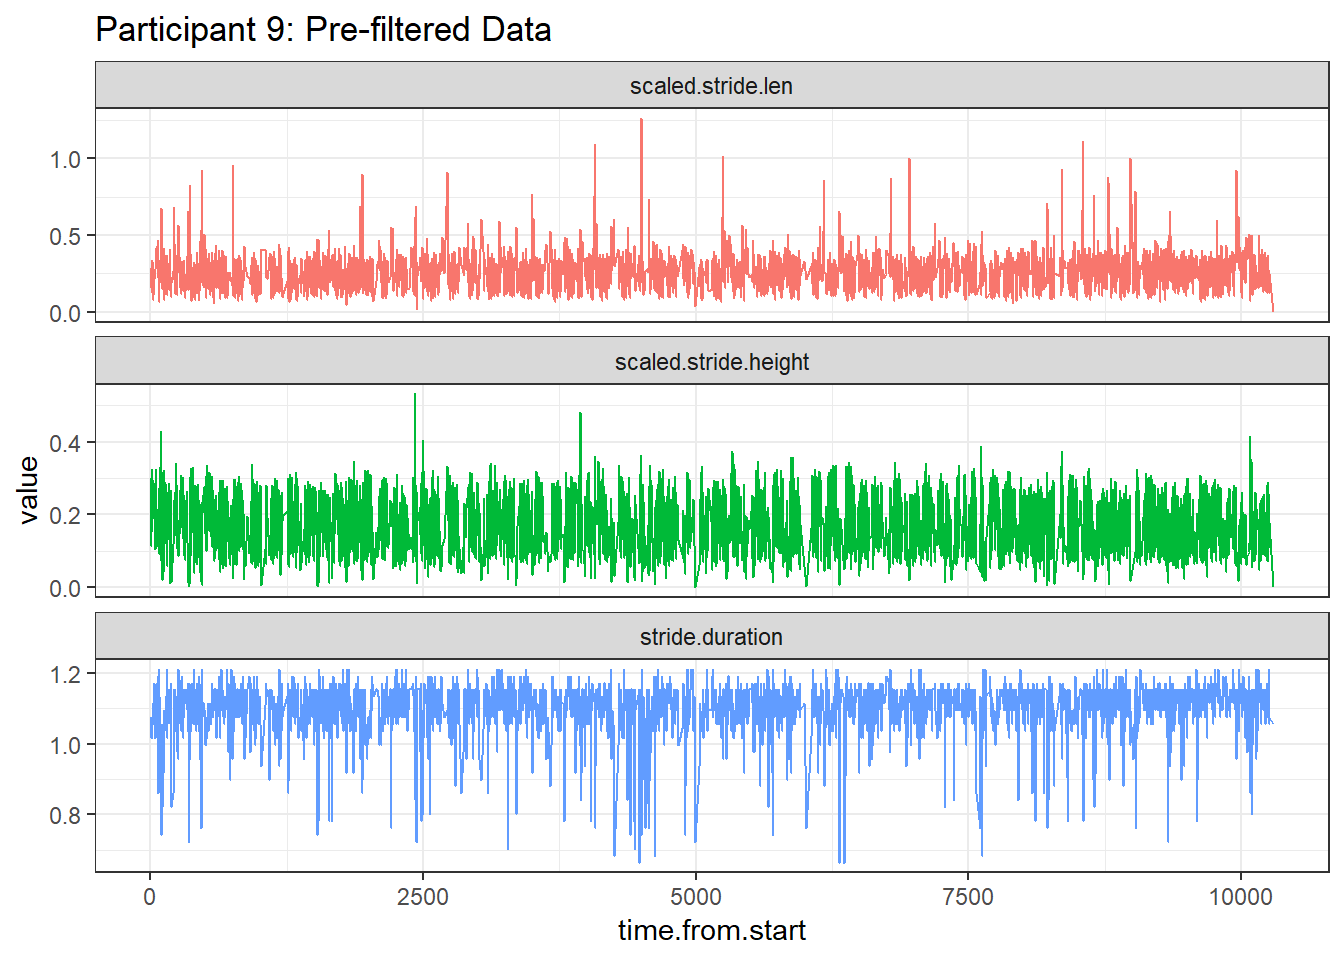 Participant 9: Pre-filtered Data
scaled.stride.len
1.0
0.5
0.0
scaled.stride.height
0.4
0.2
0.0
value
stride.duration
1.2
1.0
0.8
0 2500 5000 7500 10000
time.from.start